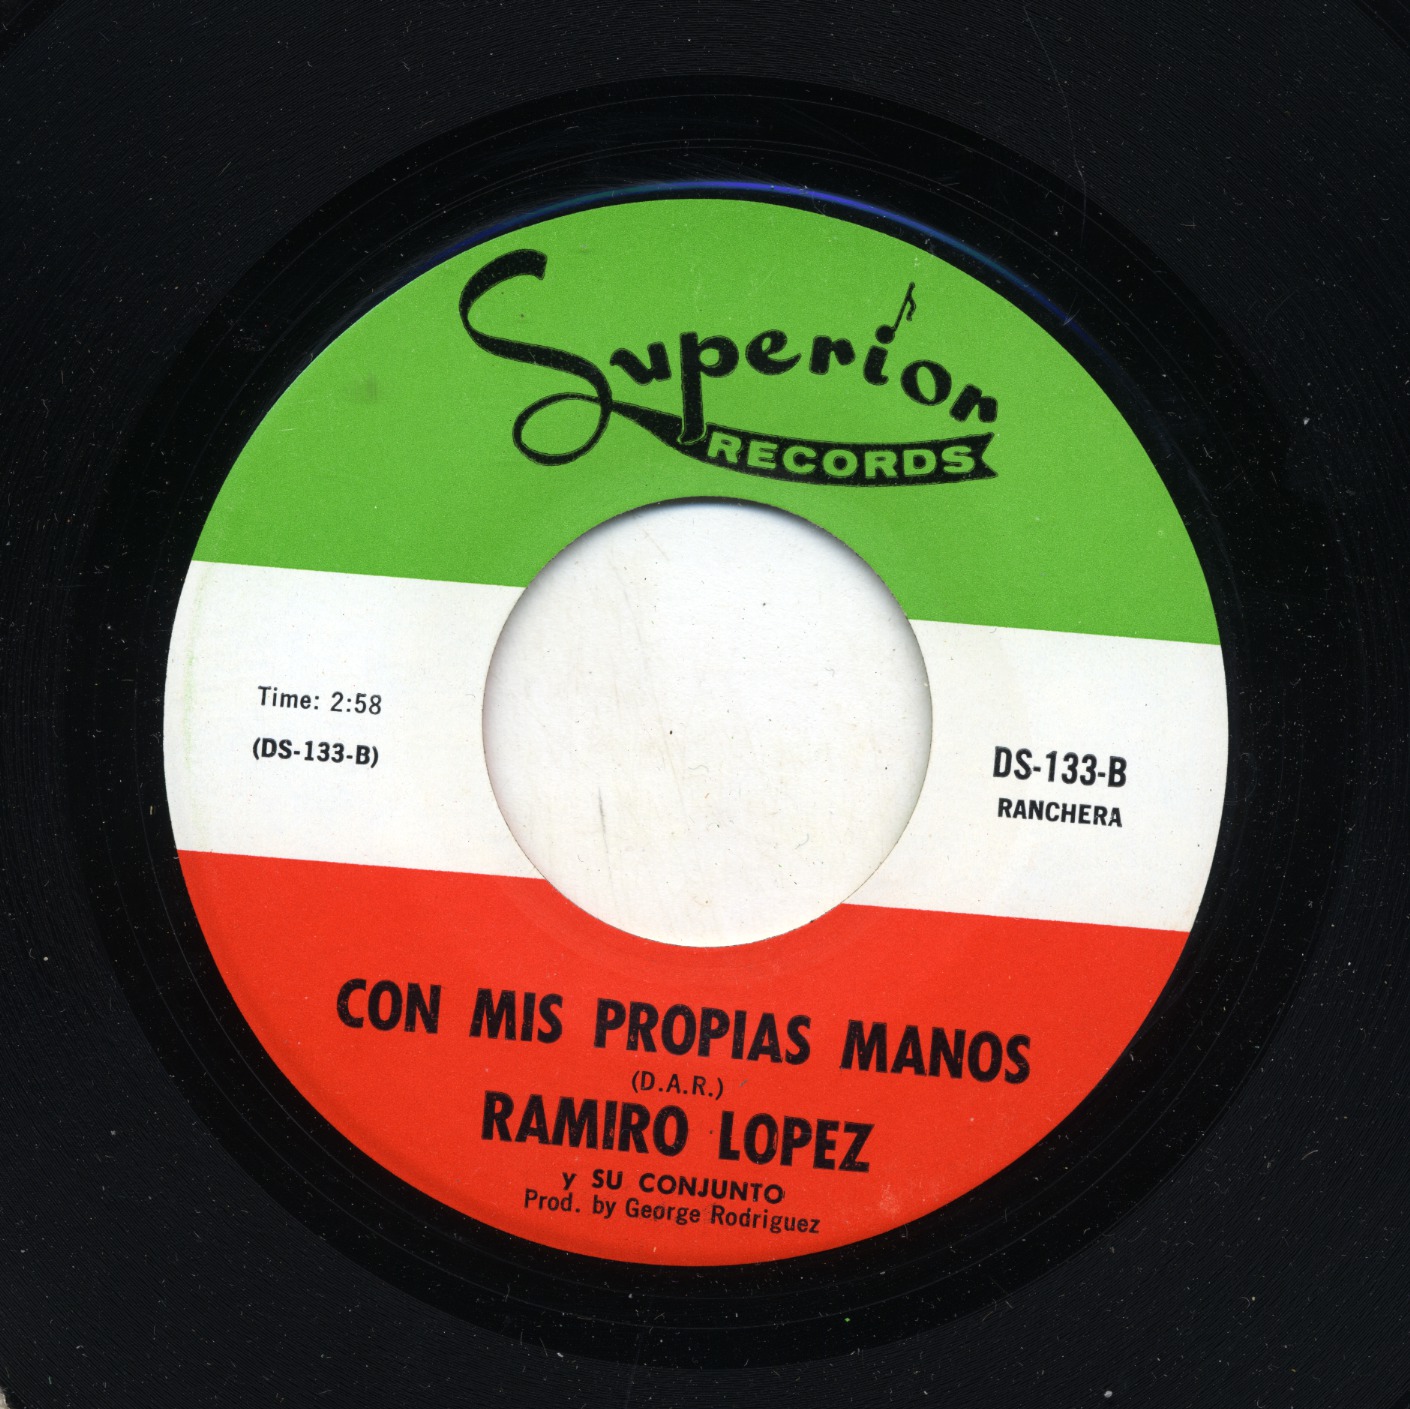 Superior
RECORDS
Time: 2:58
(DS-133-B)
DS-133-B
RANCHERA
CON MIS PROPIAS MANOS
(D.A.R.)
RAMIRO LOPEZ
y SU CONJUNTO
Prod. by George Rodriguez